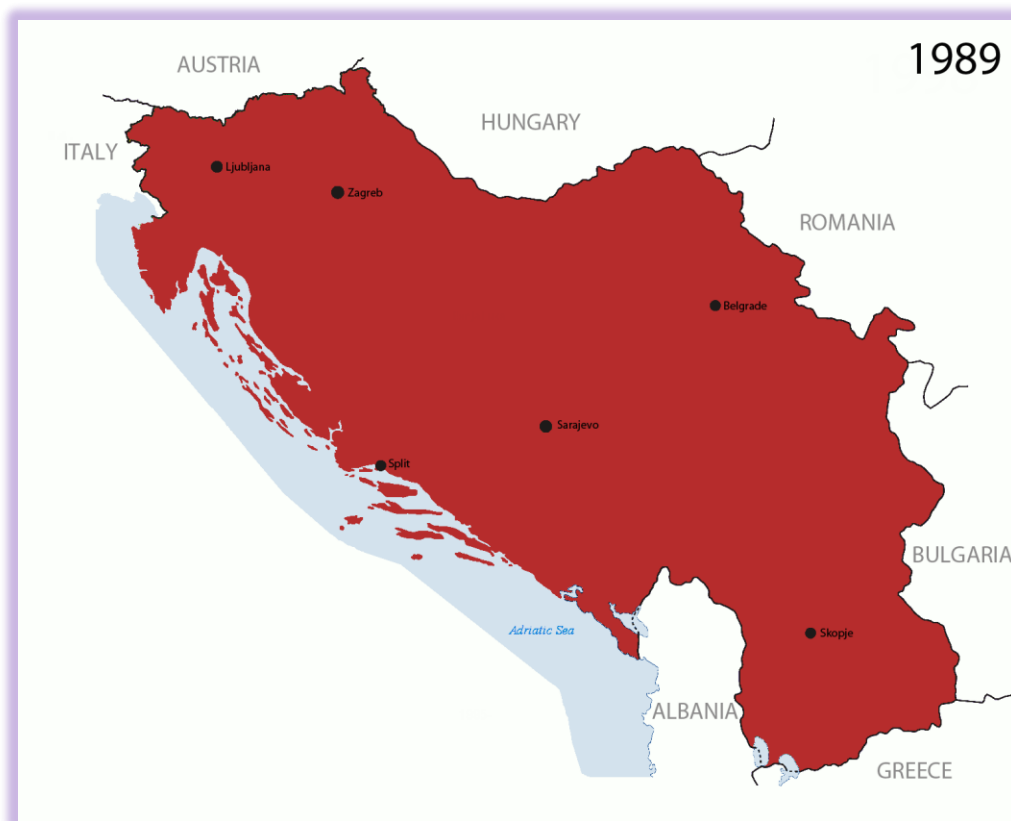 1989
AUSTRIA
HUNGARY
ITALY
Ljubljana
Zagreb
ROMANIA
Belgrade
Sarajevo
Split
BULGARIA
Adriatic Sea
Skopje
ALBANIA
GREECE